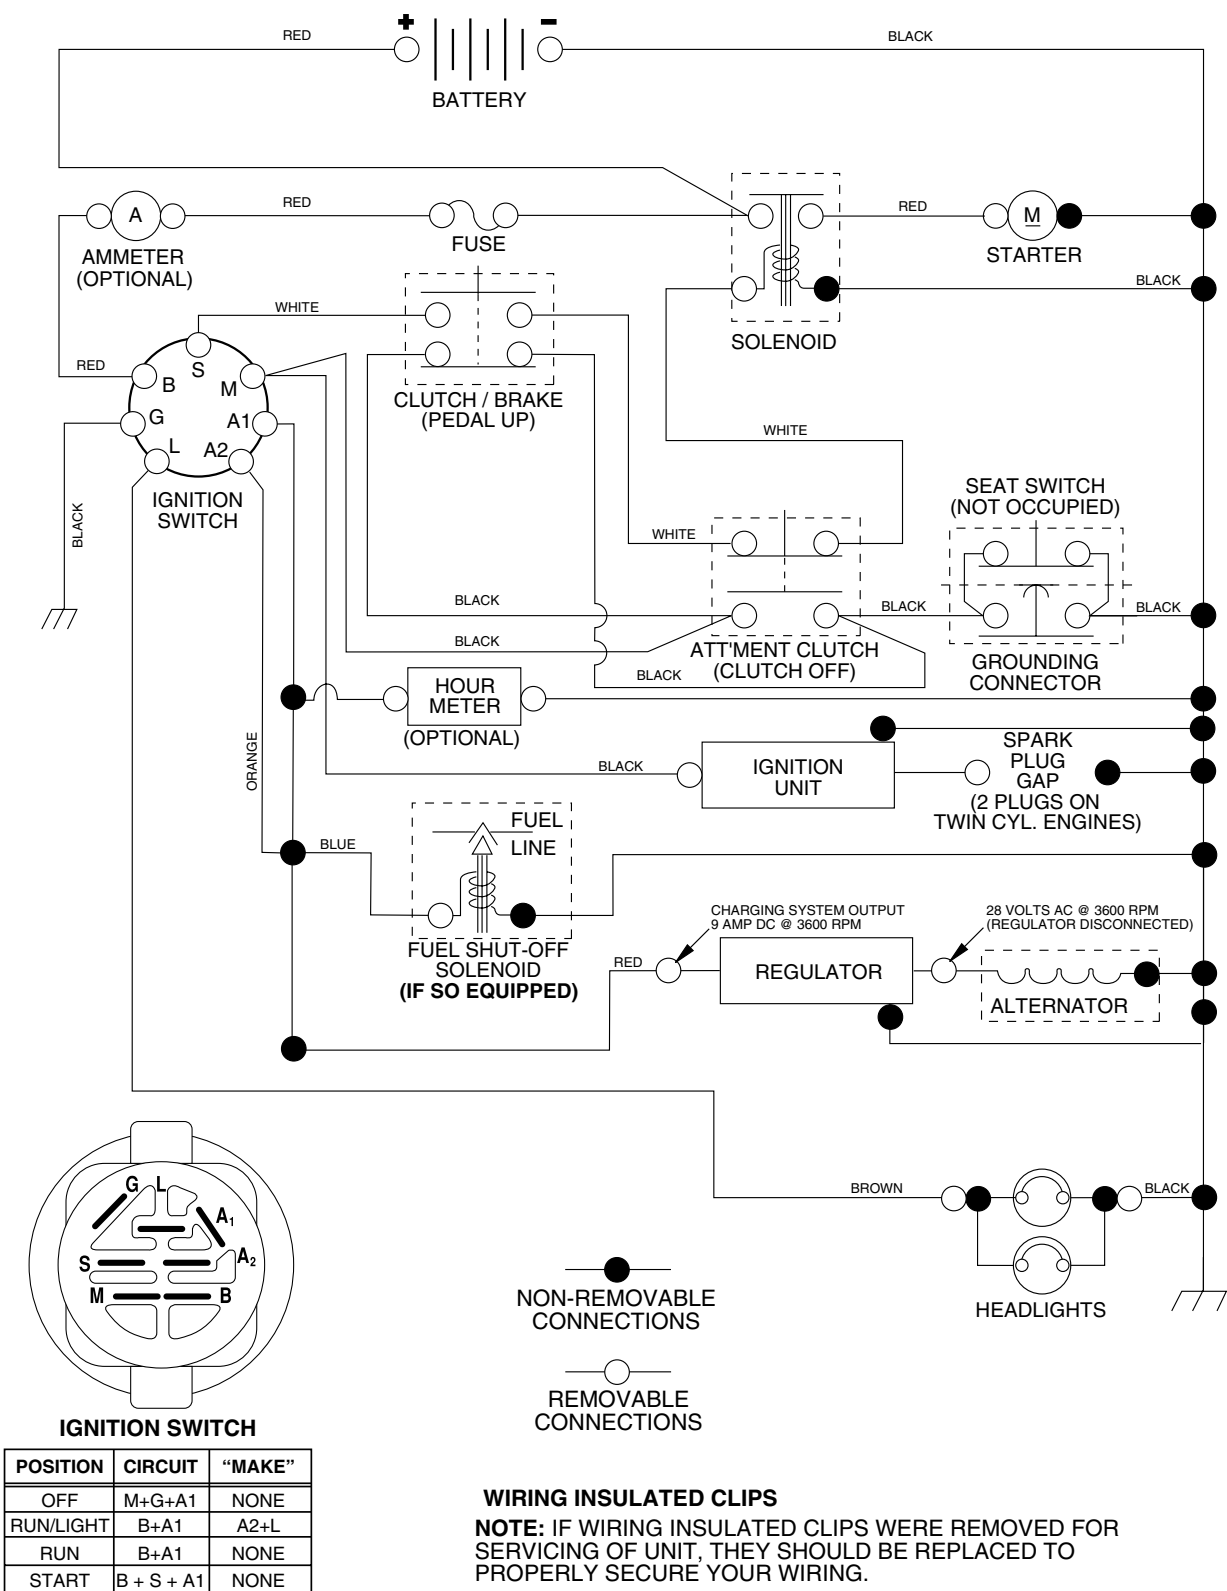 + −
RED
BLACK
BATTERY
A
RED
RED
M
AMMETER
(OPTIONAL)
FUSE
STARTER
BLACK
WHITE
SOLENOID
RED
S
B
M
G
A1
L
A2
CLUTCH / BRAKE
(PEDAL UP)
WHITE
IGNITION
SWITCH
BLACK
SEAT SWITCH
(NOT OCCUPIED)
WHITE
BLACK
BLACK
BLACK
BLACK
ATT'MENT CLUTCH
(CLUTCH OFF)
GROUNDING
CONNECTOR
BLACK
HOUR
METER
(OPTIONAL)
ORANGE
BLACK
IGNITION
UNIT
SPARK
PLUG
GAP
(2 PLUGS ON
TWIN CYL. ENGINES)
BLUE
FUEL
LINE
FUEL SHUT-OFF
SOLENOID
(IF SO EQUIPPED)
CHARGING SYSTEM OUTPUT
9 AMP DC @ 3600 RPM
28 VOLTS AC @ 3600 RPM
(REGULATOR DISCONNECTED)
RED
REGULATOR
ALTERNATOR
BROWN
BLACK
HEADLIGHTS
G L
A1
S A2
M B
IGNITION SWITCH
NON-REMOVABLE
CONNECTIONS
REMOVABLE
CONNECTIONS
POSITION CIRCUIT “MAKE”
OFF M+G+A1 NONE
RUN/LIGHT B+A1 A2+L
RUN B+A1 NONE
START B + S + A1 NONE
WIRING INSULATED CLIPS
NOTE: IF WIRING INSULATED CLIPS WERE REMOVED FOR
SERVICING OF UNIT, THEY SHOULD BE REPLACED TO
PROPERLY SECURE YOUR WIRING.